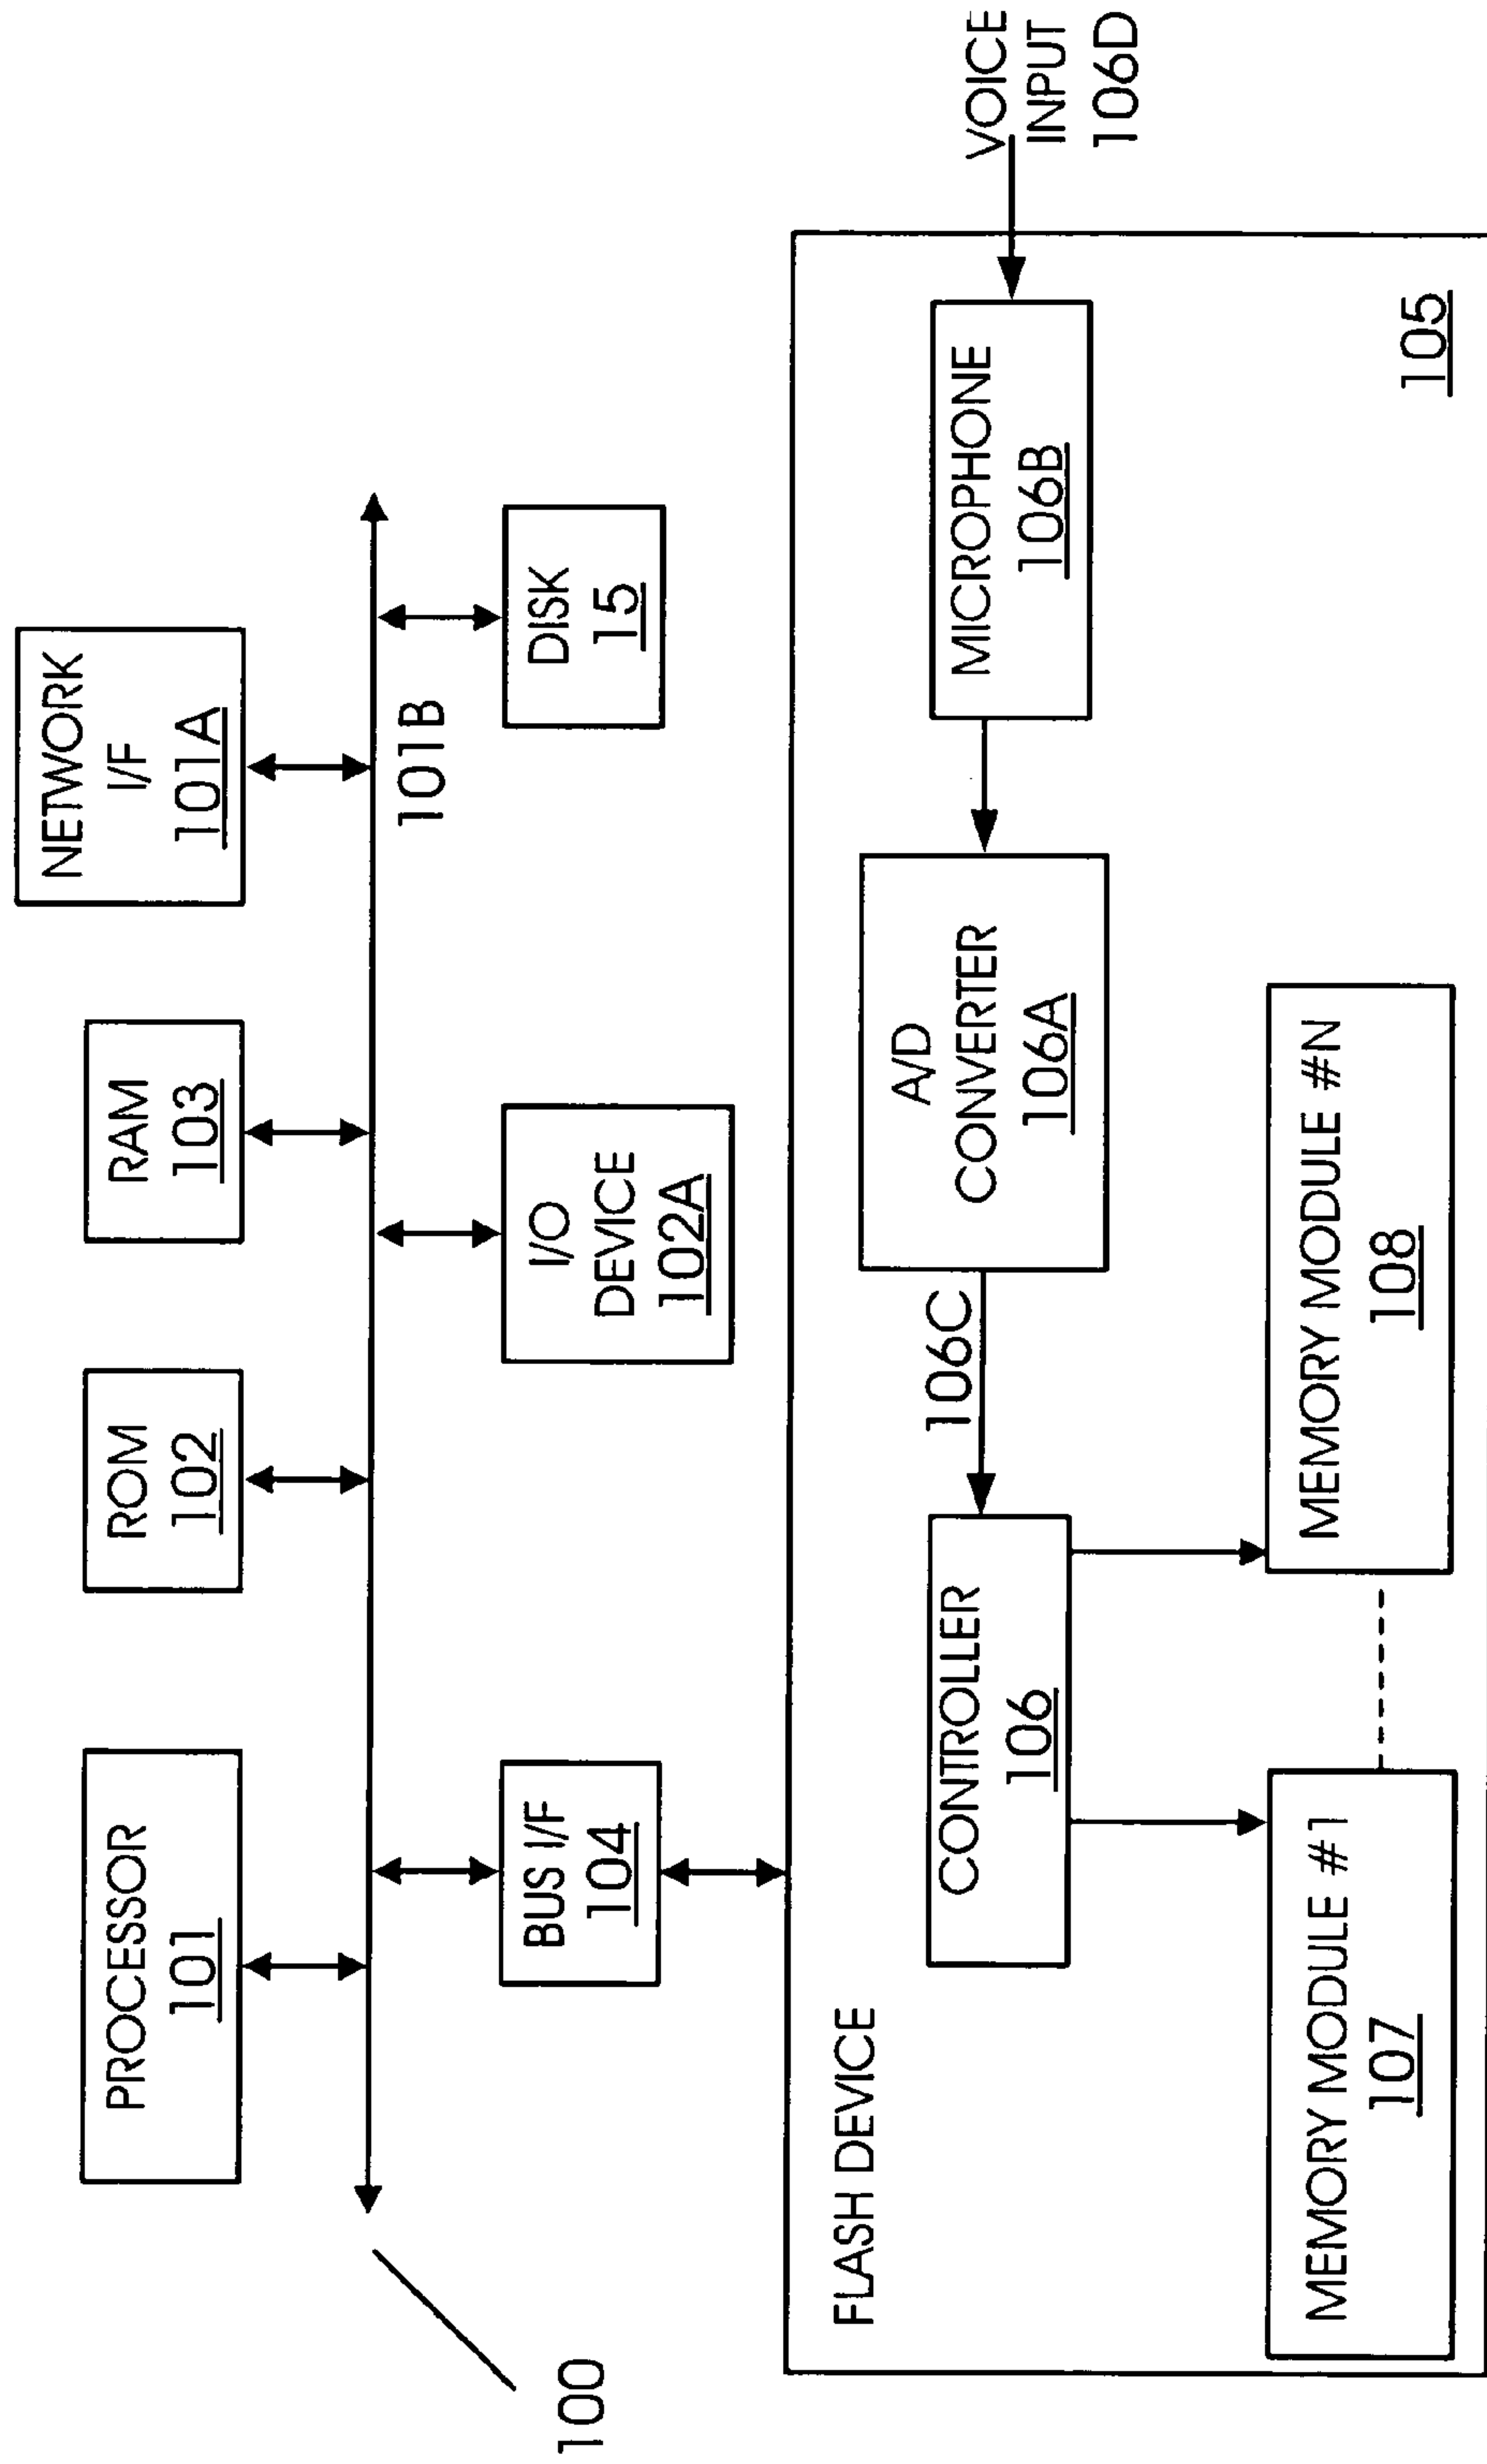 100
PROCESSOR
101
ROM
102
RAM
103
NETWORK
I/F
101A
101B
BUS I/F
104
I/O
DEVICE
102A
DISK
15
FLASH DEVICE
CONTROLLER
106
106C
A/D
CONVERTER
106A
MICROPHONE
106B
VOICE
INPUT
106D
MEMORY MODULE #1
107
MEMORY MODULE #N
108
105